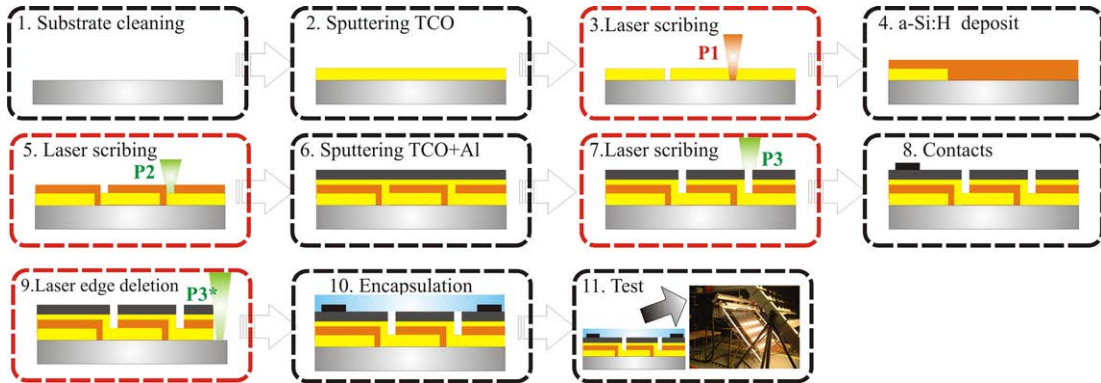 1. Substrate cleaning
2. Sputtering TCO
3.Laser scribing
P1
4. a-Si:H deposit
5. Laser scribing
P2
6. Sputtering TCO+Al
7.Laser scribing
P3
8. Contacts
9.Laser edge deletion
P3*
10. Encapsulation
11. Test